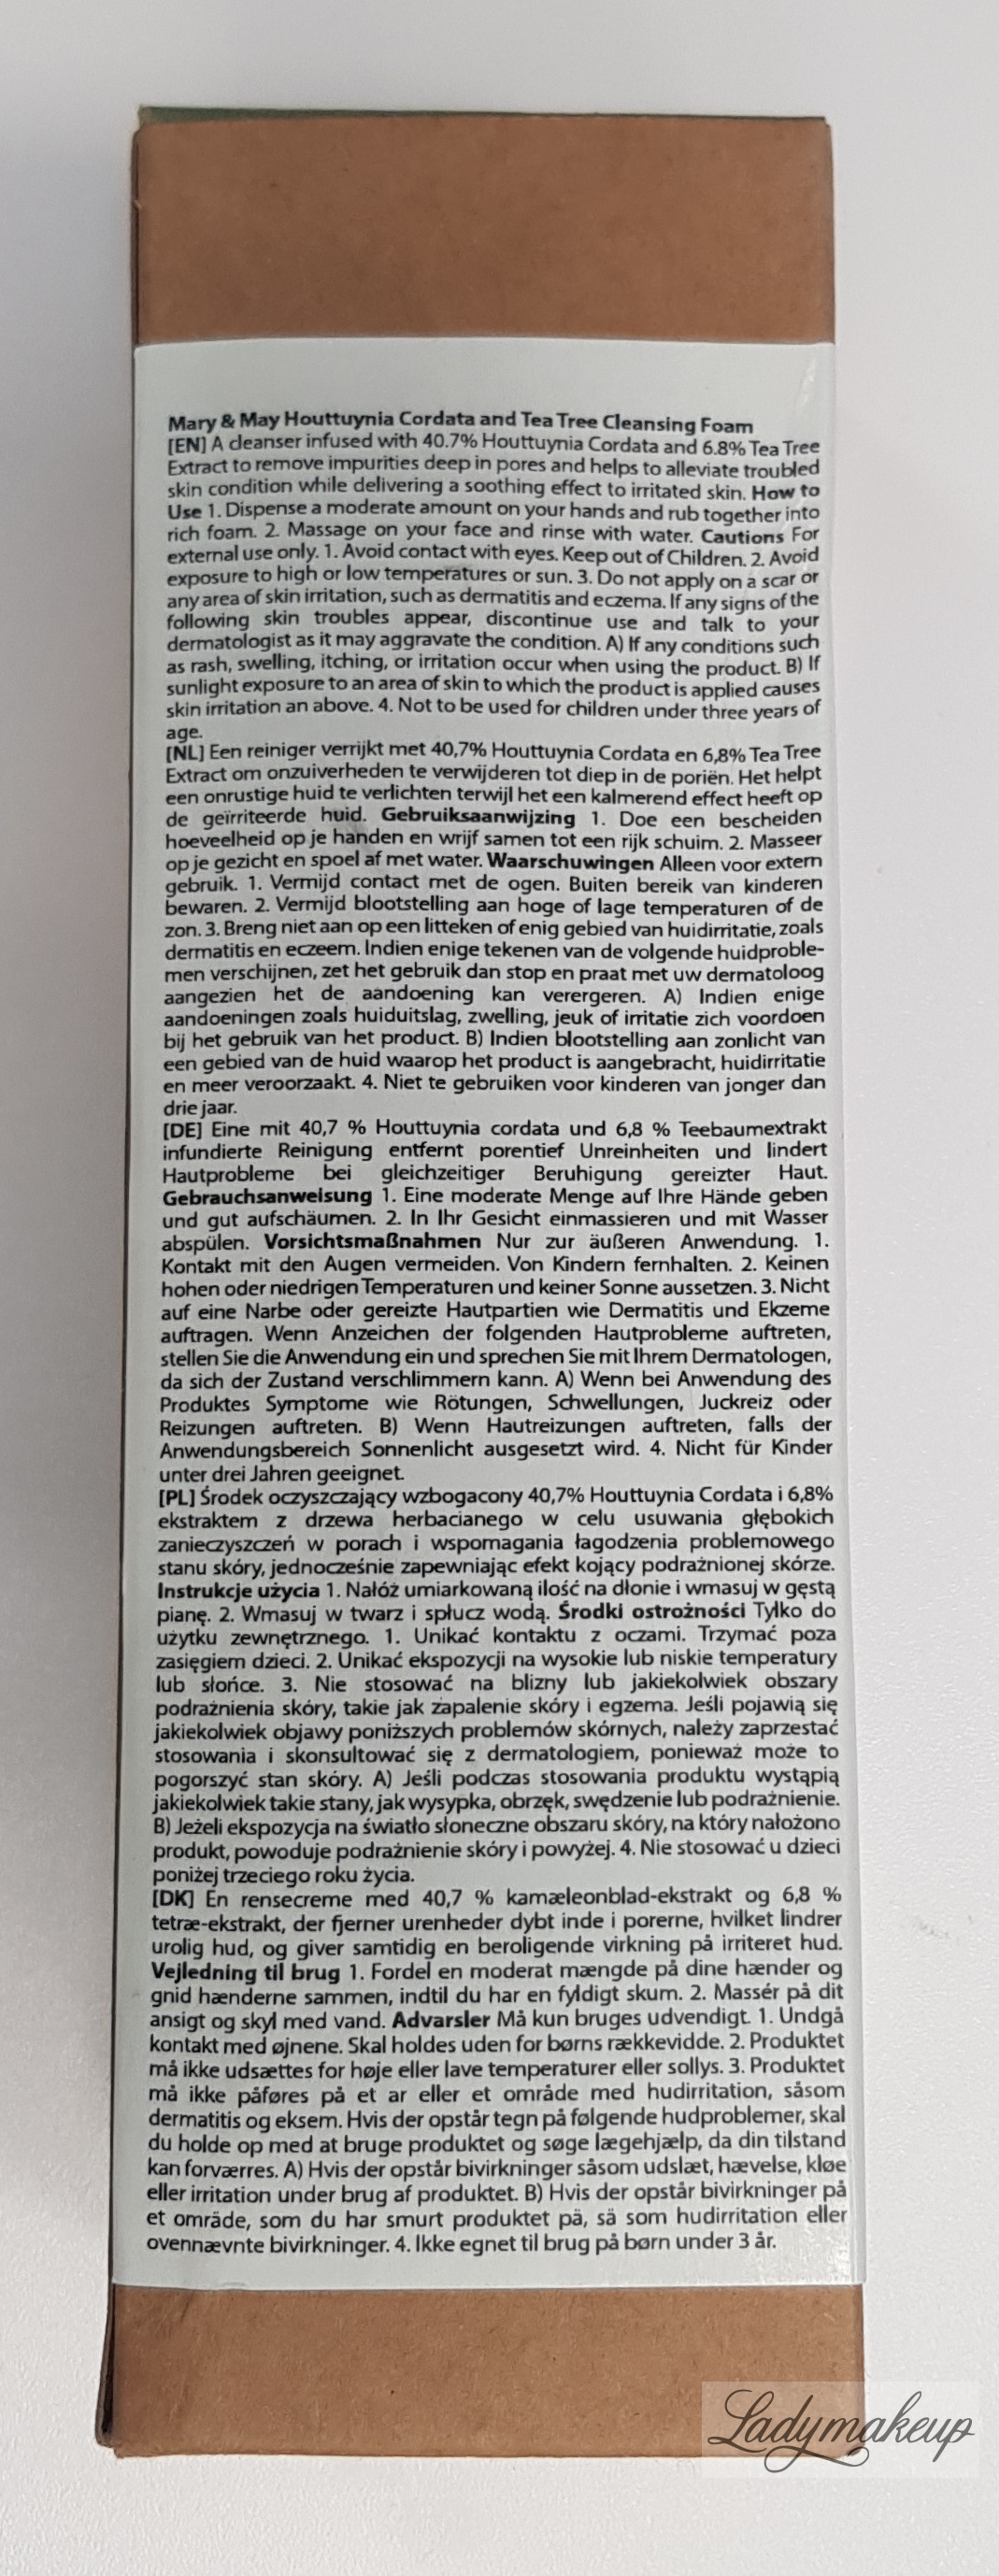 Mary & May Houttuynia Cordata and Tea Tree Cleansing Foam
[EN] A cleanser infused with 40.7% Houttuynia Cordata and 6.8% Tea Tree
Extract to remove impurities deep in pores and helps to alleviate troubled
skin condition while delivering a soothing effect to irritated skin. How to
Use 1. Dispense a moderate amount on your hands and rub together into
rich foam. 2. Massage on your face and rinse with water. Cautions For
external use only. 1. Avoid contact with eyes. Keep out of Children. 2. Avoid
exposure to high or low temperatures or sun. 3. Do not apply on a scar or
any area of skin irritation, such as dermatitis and eczema. If any signs of the
following skin troubles appear, discontinue use and talk to your
dermatologist as it may aggravate the condition. A) If any conditions such
as rash, swelling, itching, or irritation occur when using the product. B) If
sunlight exposure to an area of skin to which the product is applied causes
skin irritation an above. 4. Not to be used for children under three years of
age.
[NL] Een reiniger verrijkt met 40,7% Houttuynia Cordata en 6,8% Tea Tree
Extract om onzuiverheden te verwijderen tot diep in de poriën. Het helpt
een onrustige huid te verlichten terwijl het een kalmerend effect heeft op
de geïrriteerde huid. Gebruiksaanwijzing 1. Doe een bescheiden
hoeveelheid op je handen en wrijf samen tot een rijk schuim. 2. Masseer
op je gezicht en spoel af met water. Waarschuwingen Alleen voor extern
gebruik. 1. Vermijd contact met de ogen. Buiten bereik van kinderen
bewaren. 2. Vermijd blootstelling aan hoge of lage temperaturen of de
zon. 3. Breng niet aan op een litteken of enig gebied van huidirritatie, zoals
dermatitis en eczeem. Indien enige tekenen van de volgende huidproble-
men verschijnen, zet het gebruik dan stop en praat met uw dermatoloog
aangezien het de aandoening kan verergeren. A) Indien enige
aandoeningen zoals huiduitslag, zwelling, jeuk of irritatie zich voordoen
bij het gebruik van het product. B) Indien blootstelling aan zonlicht van
een gebied van de huid waarop het product is aangebracht, huidirritatie
en meer veroorzaakt. 4. Niet te gebruiken voor kinderen van jonger dan
drie jaar.
[DE] Eine mit 40,7 % Houttuynia cordata und 6,8 % Teebaumextrakt
infundierte Reinigung entfernt porentief Unreinheiten und lindert
Hautprobleme bei gleichzeitiger Beruhigung gereizter Haut.
Gebrauchsanweisung 1. Eine moderate Menge auf Ihre Hände geben
und gut aufschäumen. 2. In Ihr Gesicht einmassieren und mit Wasser
abspülen. Vorsichtsmaßnahmen Nur zur äußeren Anwendung. 1.
Kontakt mit den Augen vermeiden. Von Kindern fernhalten. 2. Keinen
hohen oder niedrigen Temperaturen und keiner Sonne aussetzen. 3. Nicht
auf eine Narbe oder gereizte Hautpartien wie Dermatitis und Ekzeme
auftragen. Wenn Anzeichen der folgenden Hautprobleme auftreten,
stellen Sie die Anwendung ein und sprechen Sie mit Ihrem Dermatologen,
da sich der Zustand verschlimmern kann. A) Wenn bei Anwendung des
Produktes Symptome wie Rötungen, Schwellungen, Juckreiz oder
Reizungen auftreten. B) Wenn Hautreizungen auftreten, falls der
Anwendungsbereich Sonnenlicht ausgesetzt wird. 4. Nicht für Kinder
unter drei Jahren geeignet.
[PL] Środek oczyszczający wzbogacony 40,7% Houttuynia Cordata i 6,8%
ekstraktem z drzewa herbacianego w celu usuwania głębokich
zanieczyszczeń w porach i wspomagania łagodzenia problemowego
stanu skóry, jednocześnie zapewniając efekt kojący podrażnionej skórze.
Instrukcje użycia 1. Nałóż umiarkowaną ilość na dłonie i wmasuj w gęstą
pianę. 2. Wmasuj w twarz i spłucz wodą. Środki ostrożności Tylko do
użytku zewnętrznego. 1. Unikać kontaktu z oczami. Trzymać poza
zasięgiem dzieci. 2. Unikać ekspozycji na wysokie lub niskie temperatury
lub słońce. 3. Nie stosować na blizny lub jakiekolwiek obszary
podrażnienia skóry, takie jak zapalenie skóry i egzema. Jeśli pojawią się
jakiekolwiek objawy poniższych problemów skórnych, należy zaprzestać
stosowania i skonsultować się z dermatologiem, ponieważ może to
pogorszyć stan skóry. A) Jeśli podczas stosowania produktu wystąpią
jakiekolwiek takie stany, jak wysypka, obrzęk, swędzenie lub podrażnienie.
B) Jeżeli ekspozycja na światło słoneczne obszaru skóry, na który nałożono
produkt, powoduje podrażnienie skóry i powyżej. 4. Nie stosować u dzieci
poniżej trzeciego roku życia.
[DK] En rensecreme med 40,7 % kamæleonblad-ekstrakt og 6,8 %
tetræ-ekstrakt, der fjerner urenheder dybt inde i porerne, hvilket lindrer
urolig hud, og giver samtidig en beroligende virkning på irriteret hud.
Vejledning til brug 1. Fordel en moderat mængde på dine hænder og
gnid hænderne sammen, indtil du har en fyldigt skum. 2. Massér på dit
ansigt og skyl med vand. Advarsler Må kun bruges udvendigt. 1. Undgå
kontakt med øjnene. Skal holdes uden for børns rækkevidde. 2. Produktet
må ikke udsættes for høje eller lave temperaturer eller sollys. 3. Produktet
må ikke påføres på et ar eller et område med hudirritation, såsom
dermatitis og eksem. Hvis der opstår tegn på følgende hudproblemer, skal
du holde op med at bruge produktet og søge lægehjælp, da din tilstand
kan forværres. A) Hvis der opstår bivirkninger såsom udslæt, hævelse, kløe
eller irritation under brug af produktet. B) Hvis der opstår bivirkninger på
et område, som du har smurt produktet på, så som hudirritation eller
ovennævnte bivirkninger. 4. Ikke egnet til brug på børn under 3 år.
Ladymakeup